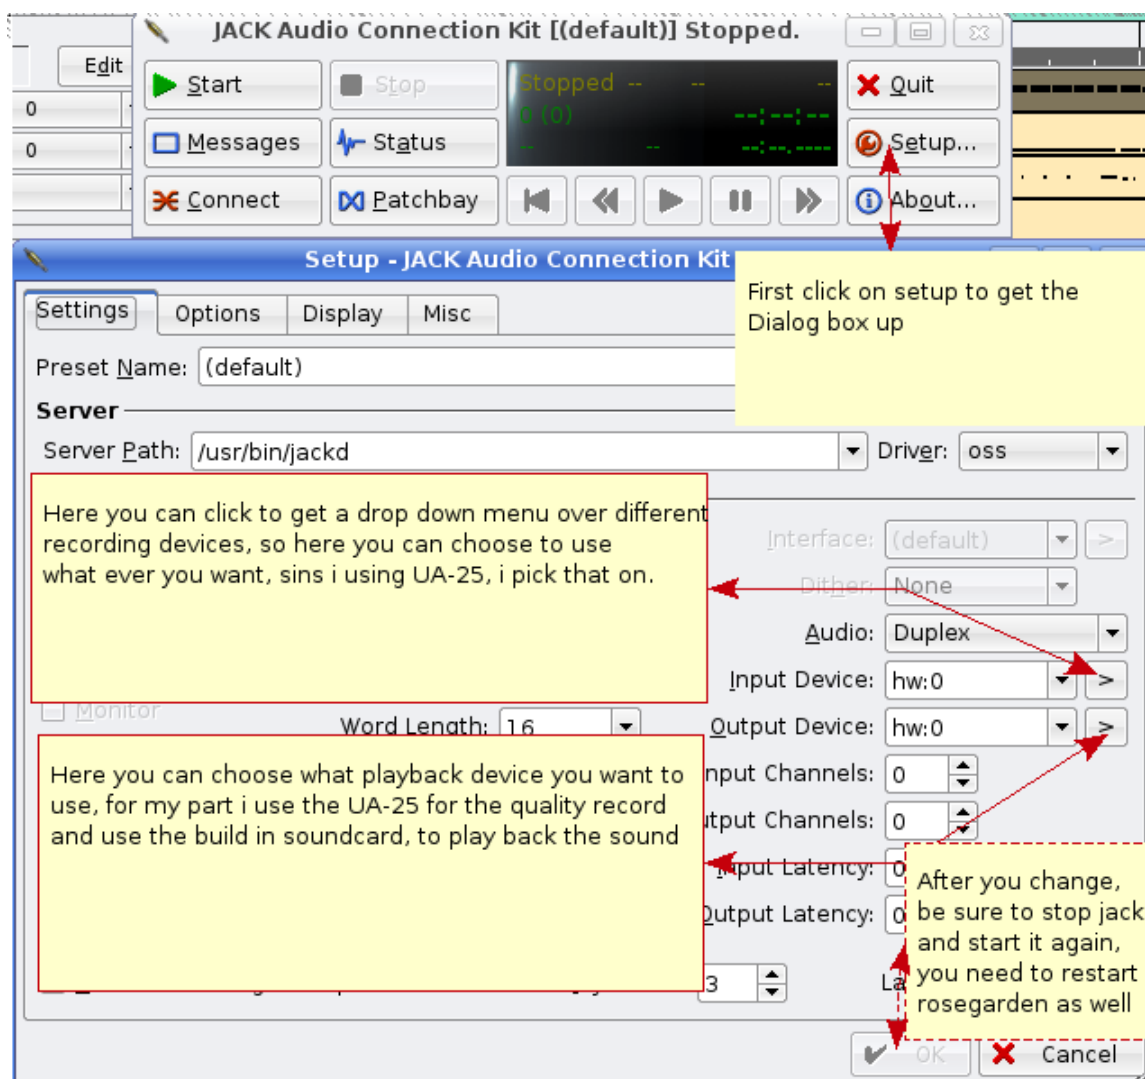 JACK Audio Connection Kit [(default)] Stopped.
Edit
0
0
Start
Stop
Stopped -- -- --
0 (0) --:--:--
-- -- --:--.----
Quit
Messages
Status
Setup...
Connect
Patchbay
About...
Setup - JACK Audio Connection Kit
First click on setup to get the
Dialog box up
Settings Options Display Misc
Preset Name: (default)
Server
Server Path: /usr/bin/jackd
Driver: oss
Here you can click to get a drop down menu over different
recording devices, so here you can choose to use
what ever you want, sins i using UA-25, i pick that on.
Interface: (default) >
Dither: None
Audio: Duplex
Input Device: hw:0 >
Monitor
Word Length: 16
Output Device: hw:0 >
Here you can choose what playback device you want to
use, for my part i use the UA-25 for the quality record
and use the build in soundcard, to play back the sound
nput Channels: 0
utput Channels: 0
Input Latency: 0
Output Latency: 0
After you change,
be sure to stop jack
and start it again,
you need to restart
rosegarden as well
3
La
OK
Cancel